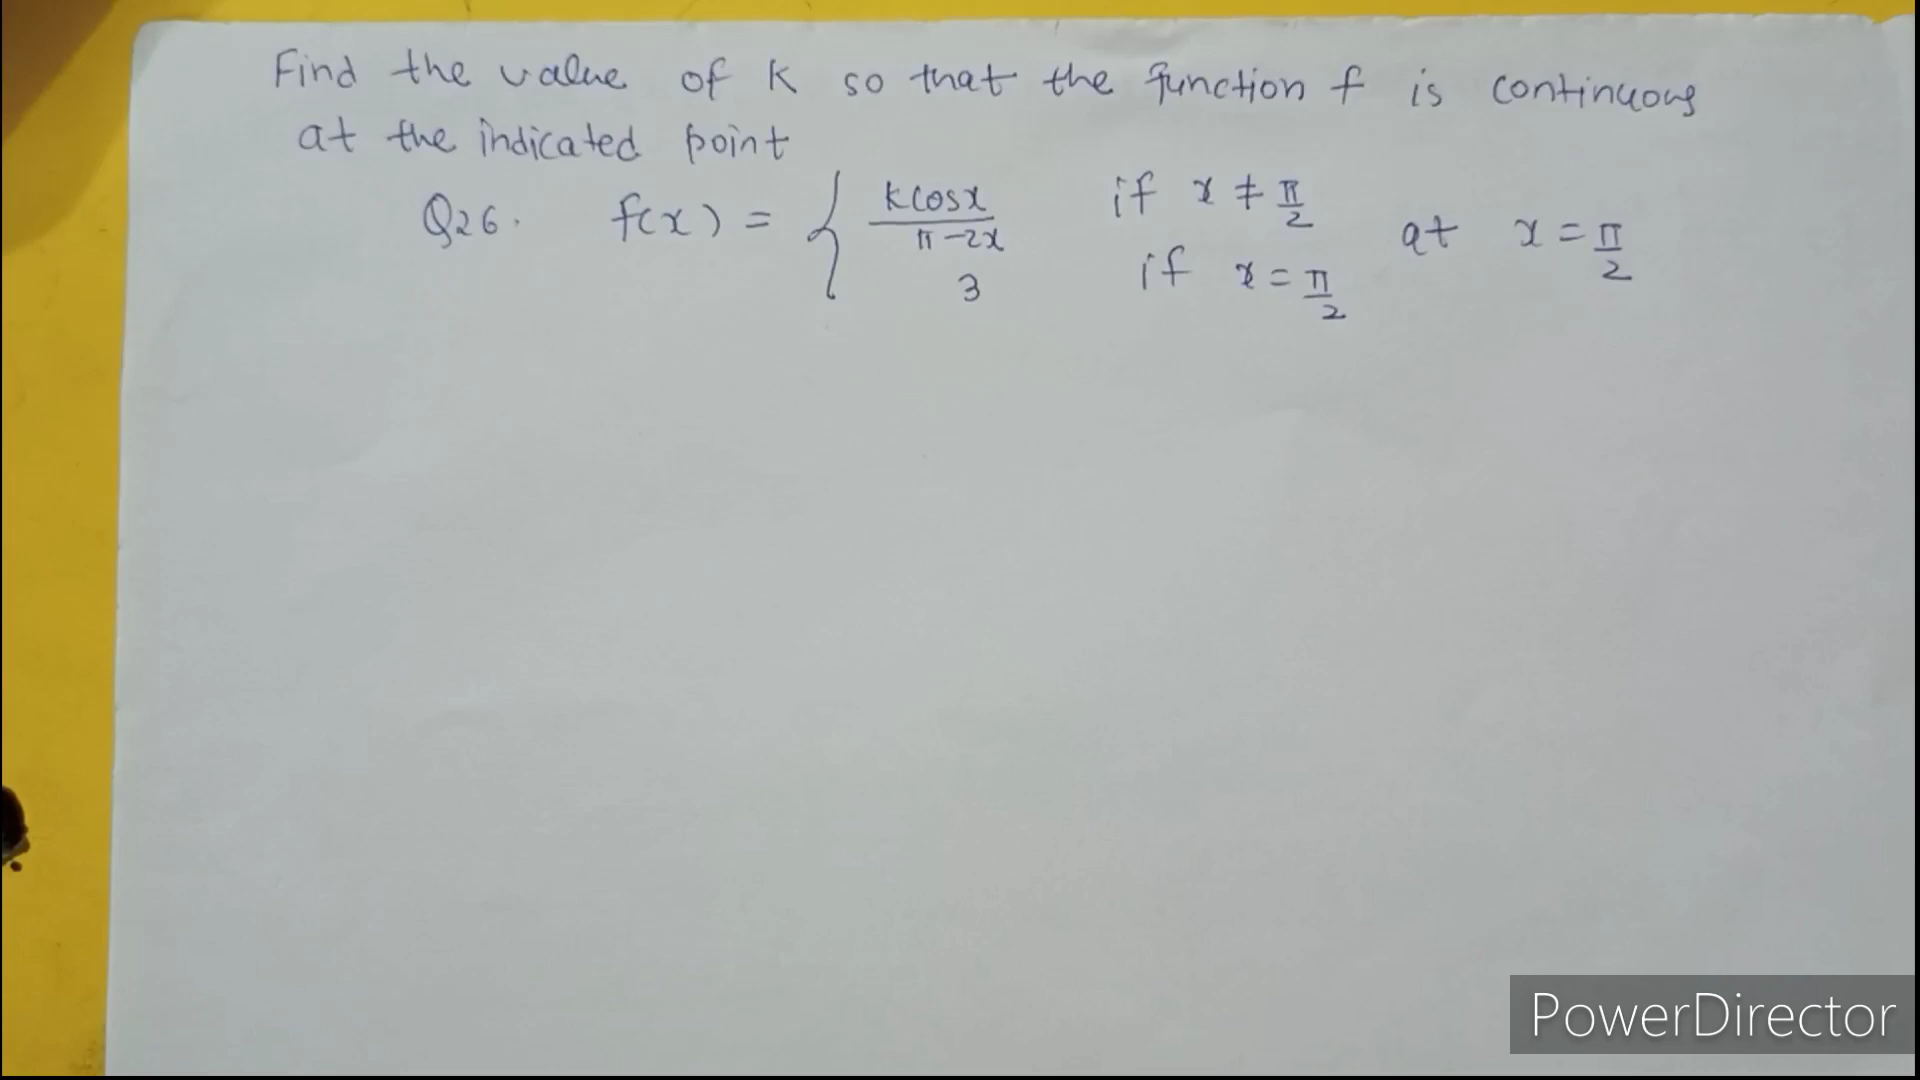 Find the value of K so that the function f is continuous
at the indicated point
Q26. f(x) = { kcosx / π-2x if x ≠ π/2 at x = π/2
3 if x = π/2
PowerDirector